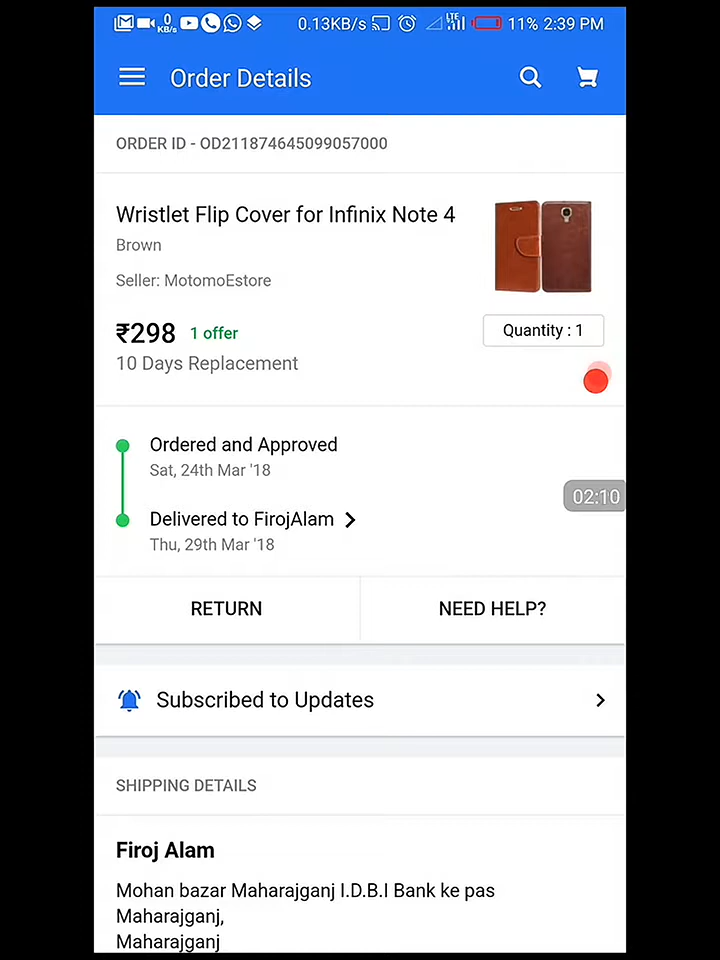 0 KB/s 0.13KB/s LTE 11% 2:39 PM
Order Details
ORDER ID - OD211874645099057000
Wristlet Flip Cover for Infinix Note 4
Brown
Seller: MotomoEstore
₹298 1 offer
Quantity : 1
10 Days Replacement
Ordered and Approved
Sat, 24th Mar '18
02:10
Delivered to FirojAlam
Thu, 29th Mar '18
RETURN NEED HELP?
Subscribed to Updates
SHIPPING DETAILS
Firoj Alam
Mohan bazar Maharajganj I.D.B.I Bank ke pas
Maharajganj,
Maharajganj